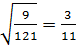 √(9/121) = 3/11